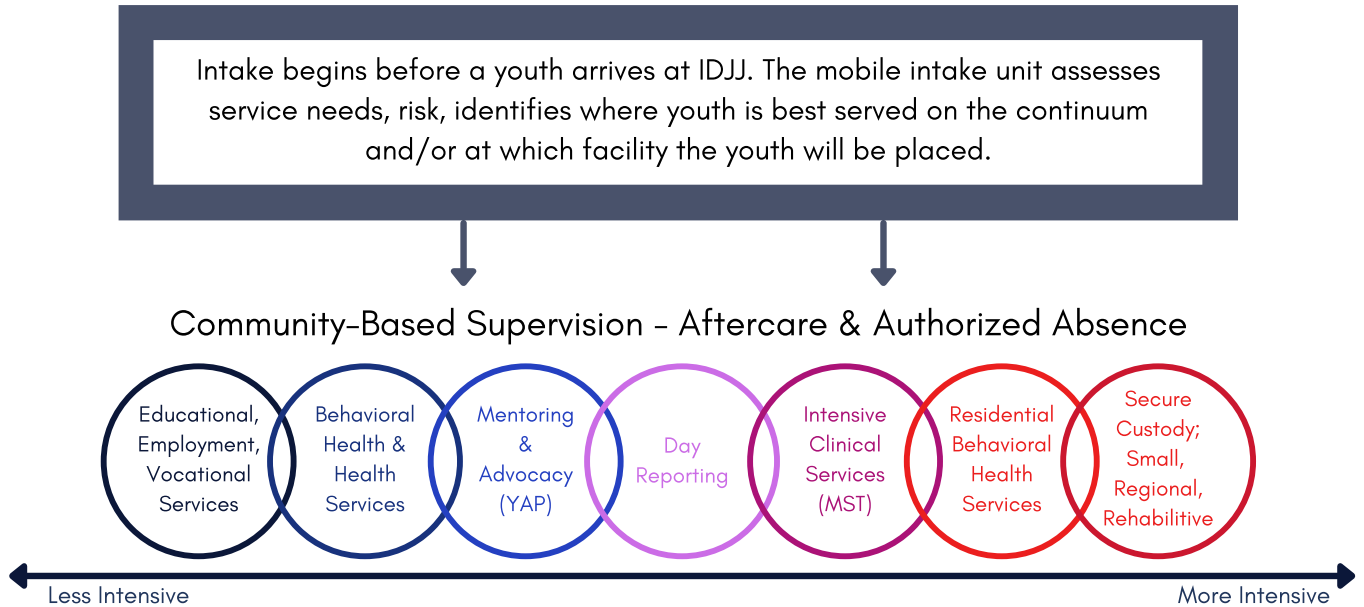 Intake begins before a youth arrives at IDJJ. The mobile intake unit assesses
service needs, risk, identifies where youth is best served on the continuum
and/or at which facility the youth will be placed.
Community-Based Supervision - Aftercare & Authorized Absence
Educational,
Employment,
Vocational
Services
Behavioral
Health &
Health
Services
Mentoring
&
Advocacy
(YAP)
Day
Reporting
Intensive
Clinical
Services
(MST)
Residential
Behavioral
Health
Services
Secure
Custody;
Small,
Regional,
Rehabilitive
Less Intensive
More Intensive